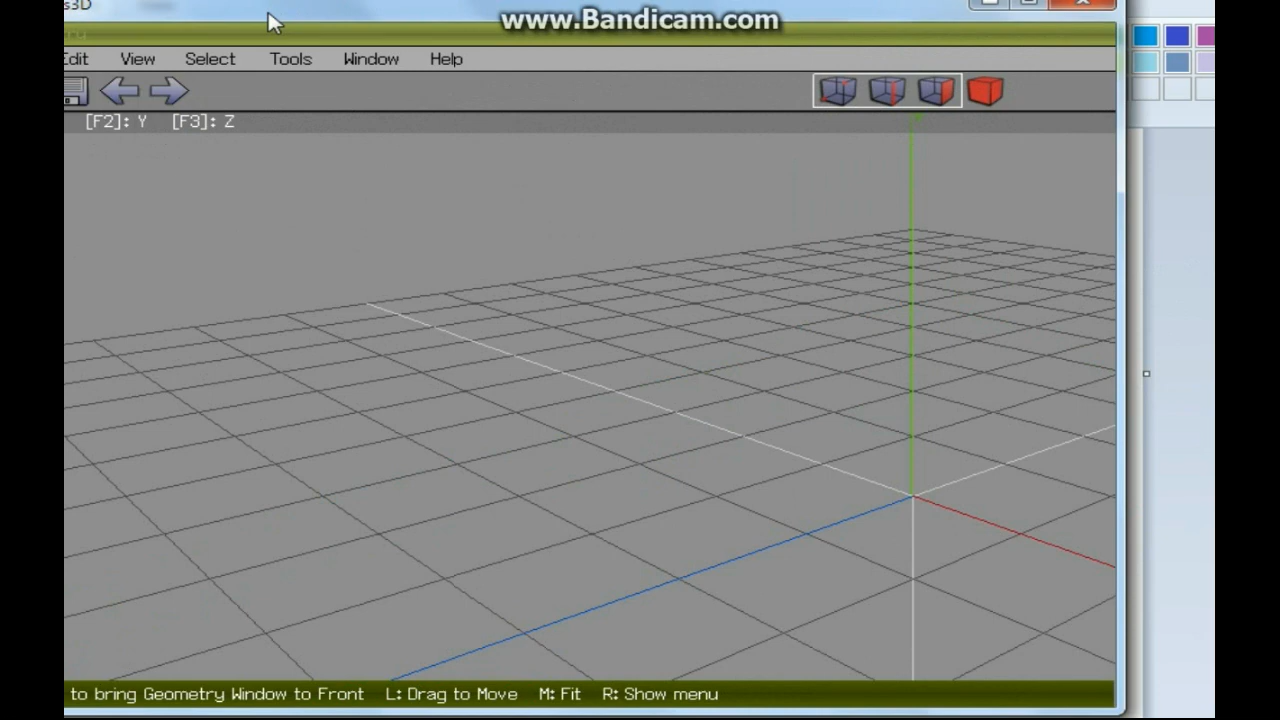 s3D
www.Bandicam.com
Edit View Select Tools Window Help
[F2]: Y [F3]: Z
to bring Geometry Window to Front L: Drag to Move M: Fit R: Show menu